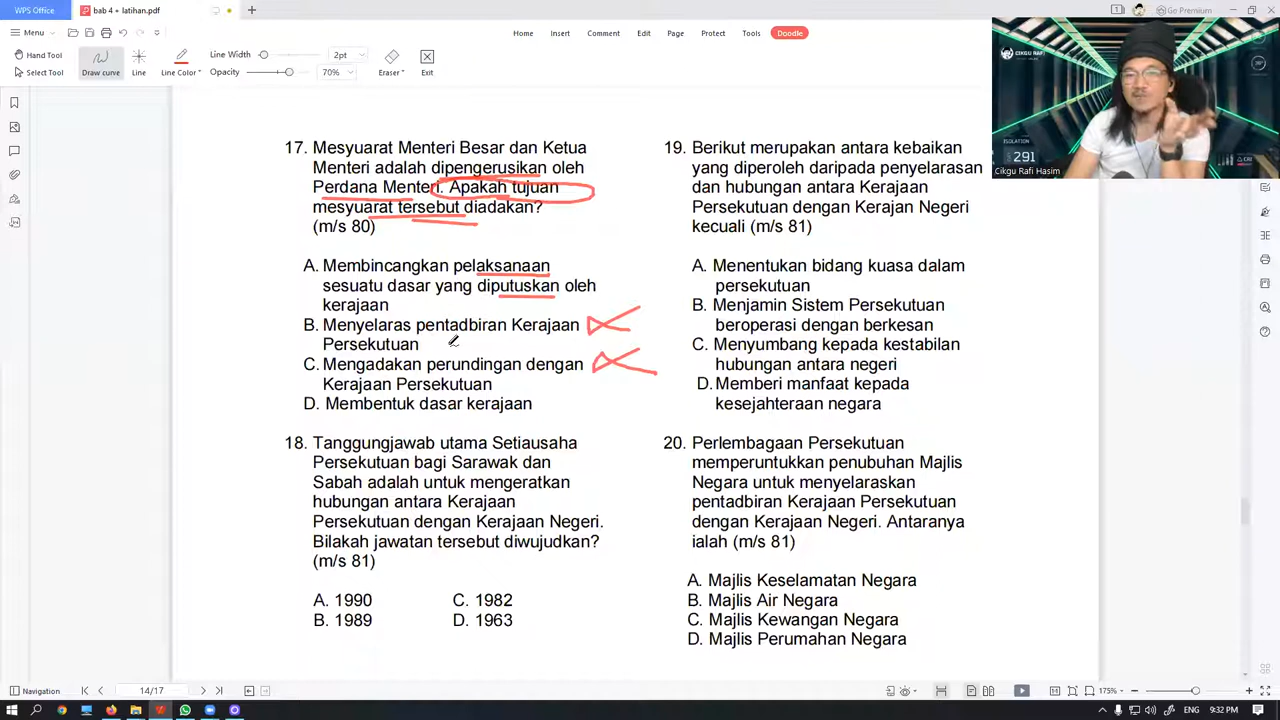 WPS Office
bab 4 + latihan.pdf
Go Premium
Menu
Home
Insert
Comment
Edit
Page
Protect
Tools
Doodle
Hand Tool
Select Tool
Draw curve
Line
Line Color
Line Width
2pt
Opacity
70%
Eraser
Exit
CIKGU RAFI
ISOLATION
291
Cikgu Rafi Hasim
17. Mesyuarat Menteri Besar dan Ketua
Menteri adalah dipengerusikan oleh
Perdana Menteri. Apakah tujuan
mesyuarat tersebut diadakan?
(m/s 80)
A. Membincangkan pelaksanaan
sesuatu dasar yang diputuskan oleh
kerajaan
B. Menyelaras pentadbiran Kerajaan
Persekutuan
C. Mengadakan perundingan dengan
Kerajaan Persekutuan
D. Membentuk dasar kerajaan
18. Tanggungjawab utama Setiausaha
Persekutuan bagi Sarawak dan
Sabah adalah untuk mengeratkan
hubungan antara Kerajaan
Persekutuan dengan Kerajaan Negeri.
Bilakah jawatan tersebut diwujudkan?
(m/s 81)
A. 1990 C. 1982
B. 1989 D. 1963
19. Berikut merupakan antara kebaikan
yang diperoleh daripada penyelarasan
dan hubungan antara Kerajaan
Persekutuan dengan Kerajan Negeri
kecuali (m/s 81)
A. Menentukan bidang kuasa dalam
persekutuan
B. Menjamin Sistem Persekutuan
beroperasi dengan berkesan
C. Menyumbang kepada kestabilan
hubungan antara negeri
D. Memberi manfaat kepada
kesejahteraan negara
20. Perlembagaan Persekutuan
memperuntukkan penubuhan Majlis
Negara untuk menyelaraskan
pentadbiran Kerajaan Persekutuan
dengan Kerajaan Negeri. Antaranya
ialah (m/s 81)
A. Majlis Keselamatan Negara
B. Majlis Air Negara
C. Majlis Kewangan Negara
D. Majlis Perumahan Negara
Navigation
14/17
175%
9:32 PM